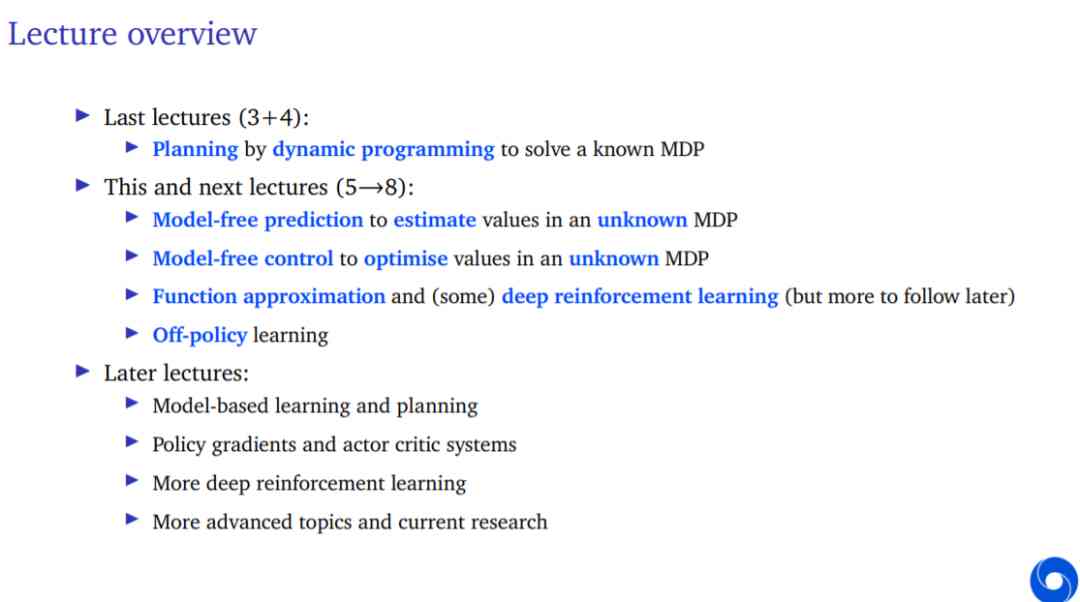 Lecture overview
Last lectures (3+4):
Planning by dynamic programming to solve a known MDP
This and next lectures (5→8):
Model-free prediction to estimate values in an unknown MDP
Model-free control to optimise values in an unknown MDP
Function approximation and (some) deep reinforcement learning (but more to follow later)
Off-policy learning
Later lectures:
Model-based learning and planning
Policy gradients and actor critic systems
More deep reinforcement learning
More advanced topics and current research